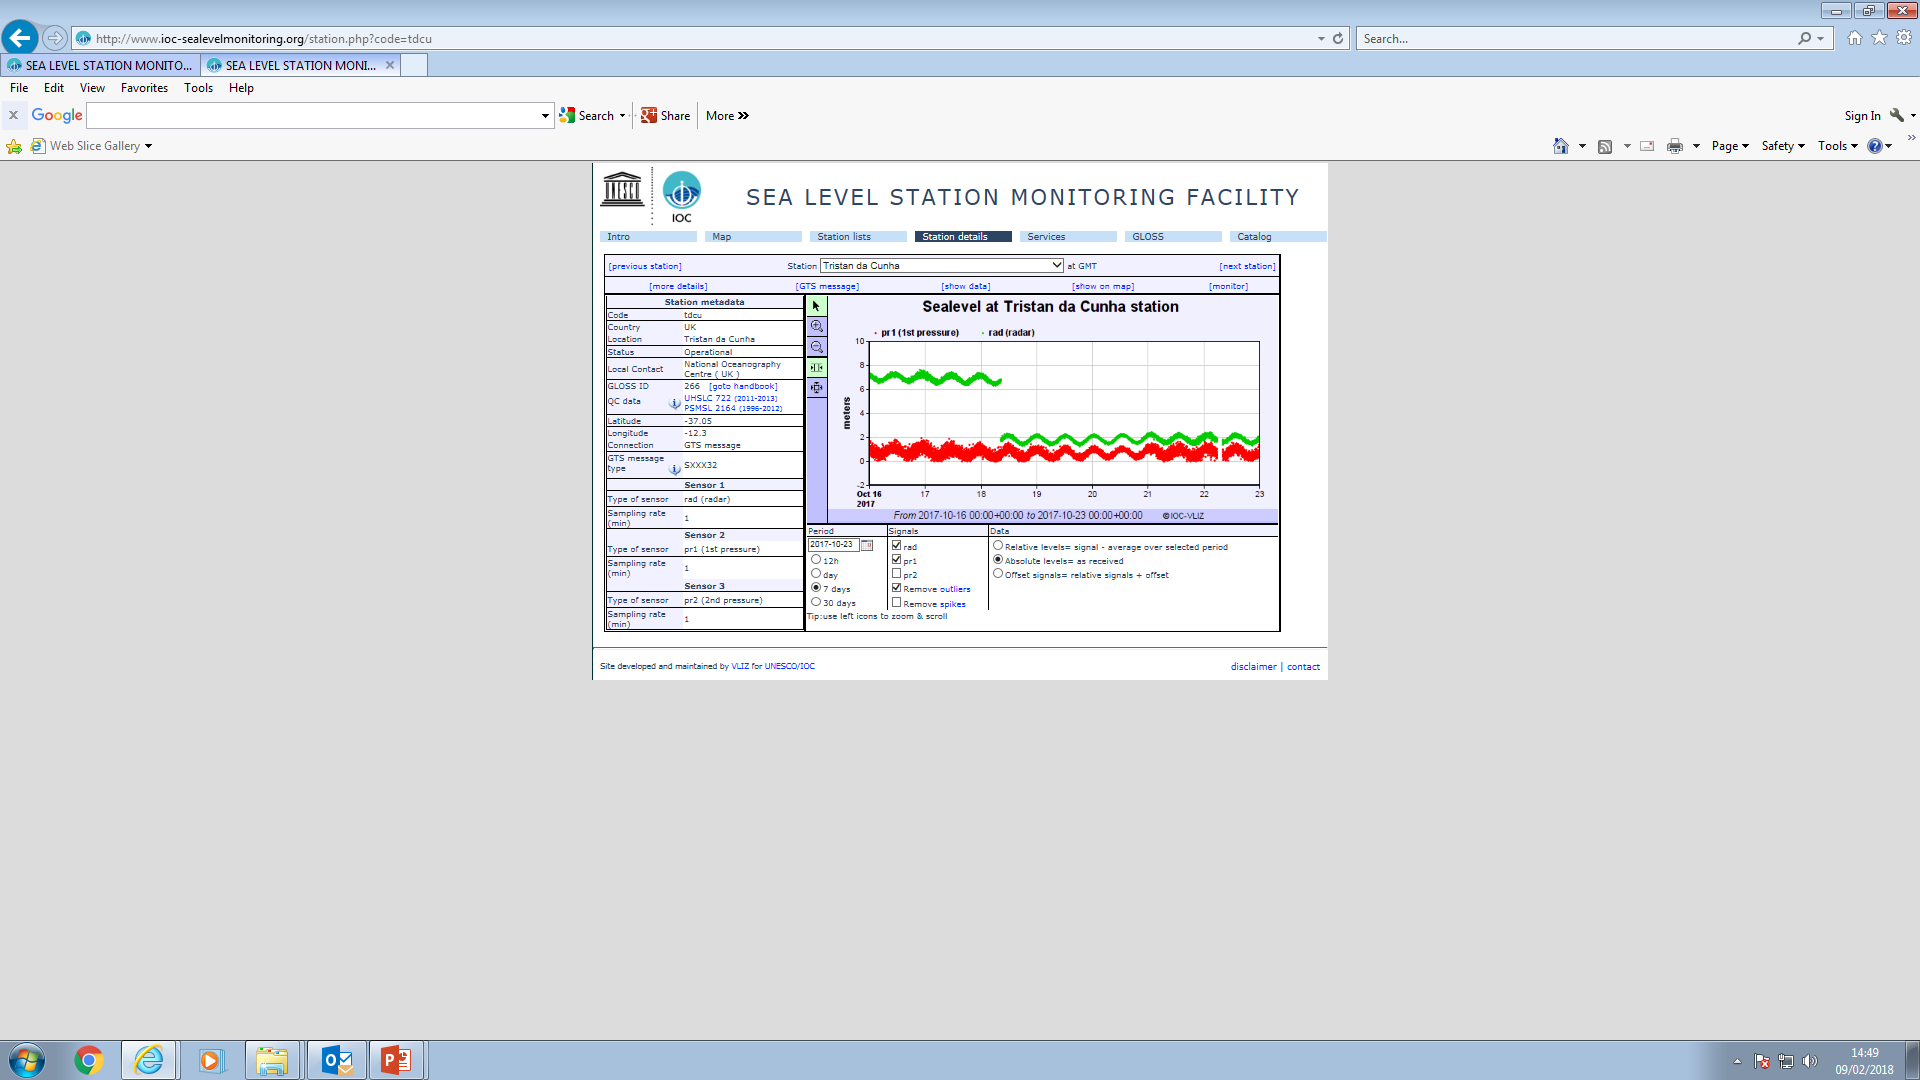 http://www.ioc-sealevelmonitoring.org/station.php?code=tdcu
Search...
SEA LEVEL STATION MONITO...
SEA LEVEL STATION MONI...
File Edit View Favorites Tools Help
x Google Search Share More »
Sign In
Web Slice Gallery
Page Safety Tools
UNESCO
IOC
SEA LEVEL STATION MONITORING FACILITY
Intro Map Station lists Station details Services GLOSS Catalog
[previous station] Station Tristan da Cunha at GMT [next station]
[more details] [GTS message] [show data] [show on map] [monitor]
Station metadata
Code tdcu
Country UK
Location Tristan da Cunha
Status Operational
Local Contact National Oceanography Centre ( UK )
GLOSS ID 266 [goto handbook]
QC data UHSLC 722 (2011-2013)
PSMSL 2164 (1996-2012)
Latitude -37.05
Longitude -12.3
Connection GTS message
GTS message type SXXX32
Sensor 1
Type of sensor rad (radar)
Sampling rate (min) 1
Sensor 2
Type of sensor pr1 (1st pressure)
Sampling rate (min) 1
Sensor 3
Type of sensor pr2 (2nd pressure)
Sampling rate (min) 1
Sealevel at Tristan da Cunha station
pr1 (1st pressure) rad (radar)
meters
10
8
6
4
2
0
-2
Oct 16 17 18 19 20 21 22 23
2017
From 2017-10-16 00:00+00:00 to 2017-10-23 00:00+00:00 © IOC-VLIZ
Period Signals Data
2017-10-23
12h
day
7 days
30 days
rad
pr1
pr2
Remove outliers
Remove spikes
Relative levels= signal - average over selected period
Absolute levels= as received
Offset signals= relative signals + offset
Tip:use left icons to zoom & scroll
Site developed and maintained by VLIZ for UNESCO/IOC
disclaimer | contact
14:49
09/02/2018